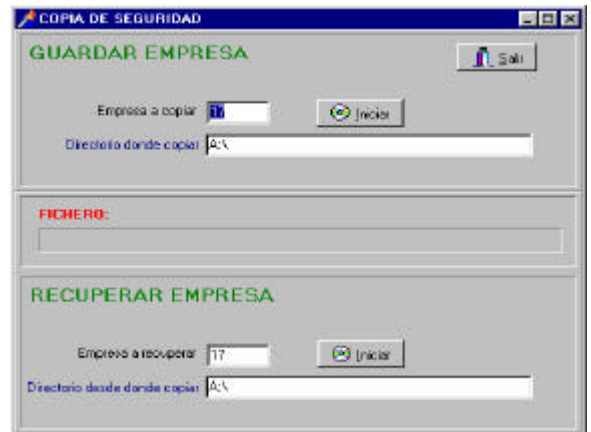 COPIA DE SEGURIDAD
GUARDAR EMPRESA
Salir
Empresa a copiar 17 Iniciar
Directorio donde copiar A:\
FICHERO:
RECUPERAR EMPRESA
Empresa a recuperar 17 Iniciar
Directorio desde donde copiar A:\